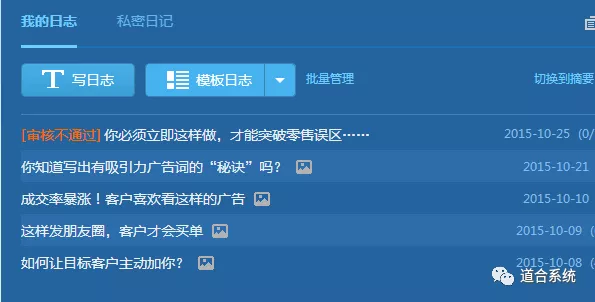 我的日志 私密日记
写日志 模板日志 批量管理 切换到摘要
[审核不通过] 你必须立即这样做，才能突破零售误区…… 2015-10-25 (0/
你知道写出有吸引力广告词的“秘诀”吗？ 2015-10-21
成交率暴涨！客户喜欢看这样的广告 2015-10-10
这样发朋友圈，客户才会买单 2015-10-09
如何让目标客户主动加你？ 2015-10-08
道合系统